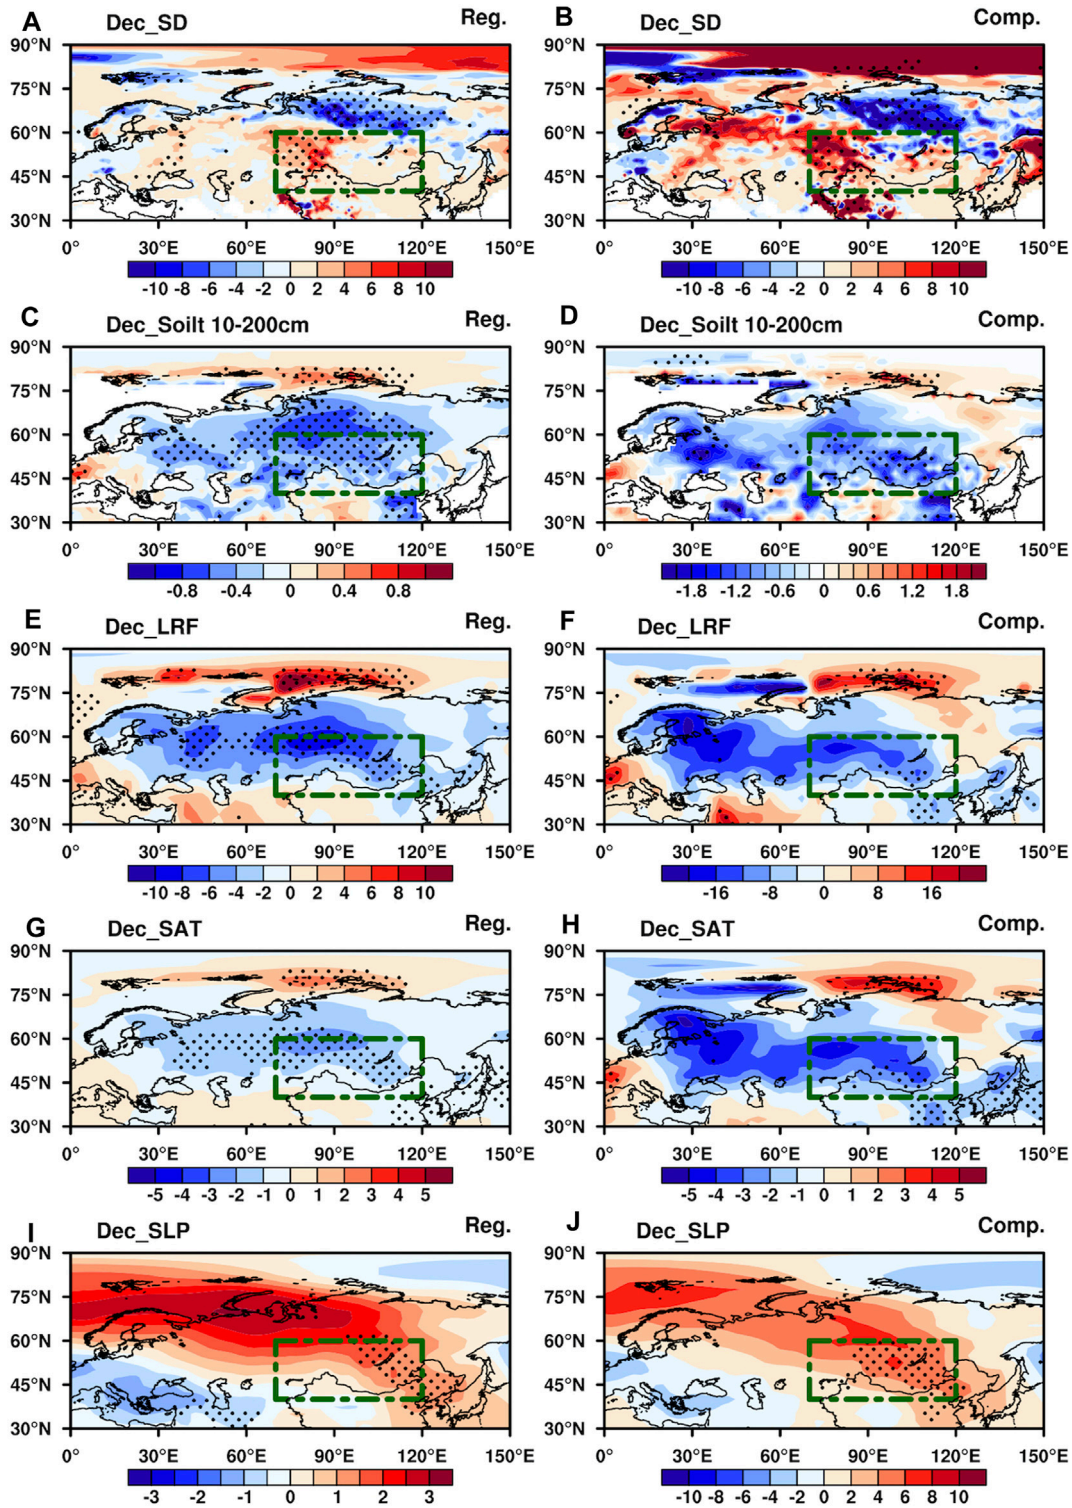 A Dec_SD Reg. B Dec_SD Comp.
90°N
75°N
60°N
45°N
30°N
0° 30°E 60°E 90°E 120°E 150°E 0° 30°E 60°E 90°E 120°E 150°E
-10 -8 -6 -4 -2 0 2 4 6 8 10 -10 -8 -6 -4 -2 0 2 4 6 8 10
C Dec_Soilt 10-200cm Reg. D Dec_Soilt 10-200cm Comp.
90°N 90°N
75°N 75°N
60°N 60°N
45°N 45°N
30°N 30°N
0° 30°E 60°E 90°E 120°E 150°E 0° 30°E 60°E 90°E 120°E 150°E
-0.8 -0.4 0 0.4 0.8 -1.8 -1.2 -0.6 0 0.6 1.2 1.8
E Dec_LRF Reg. F Dec_LRF Comp.
90°N 90°N
75°N 75°N
60°N 60°N
45°N 45°N
30°N 30°N
0° 30°E 60°E 90°E 120°E 150°E 0° 30°E 60°E 90°E 120°E 150°E
-10 -8 -6 -4 -2 0 2 4 6 8 10 -16 -8 0 8 16
G Dec_SAT Reg. H Dec_SAT Comp.
90°N 90°N
75°N 75°N
60°N 60°N
45°N 45°N
30°N 30°N
0° 30°E 60°E 90°E 120°E 150°E 0° 30°E 60°E 90°E 120°E 150°E
-5 -4 -3 -2 -1 0 1 2 3 4 5 -5 -4 -2 -1 0 1 2 3 4 5
I Dec_SLP Reg. J Dec_SLP Comp.
90°N 90°N
75°N 75°N
60°N 60°N
45°N 45°N
30°N 30°N
0° 30°E 60°E 90°E 120°E 150°E 0° 30°E 60°E 90°E 120°E 150°E
-3 -2 -1 0 1 2 3 -10 -8 -6 -4 -2 0 2 4 6 8 10